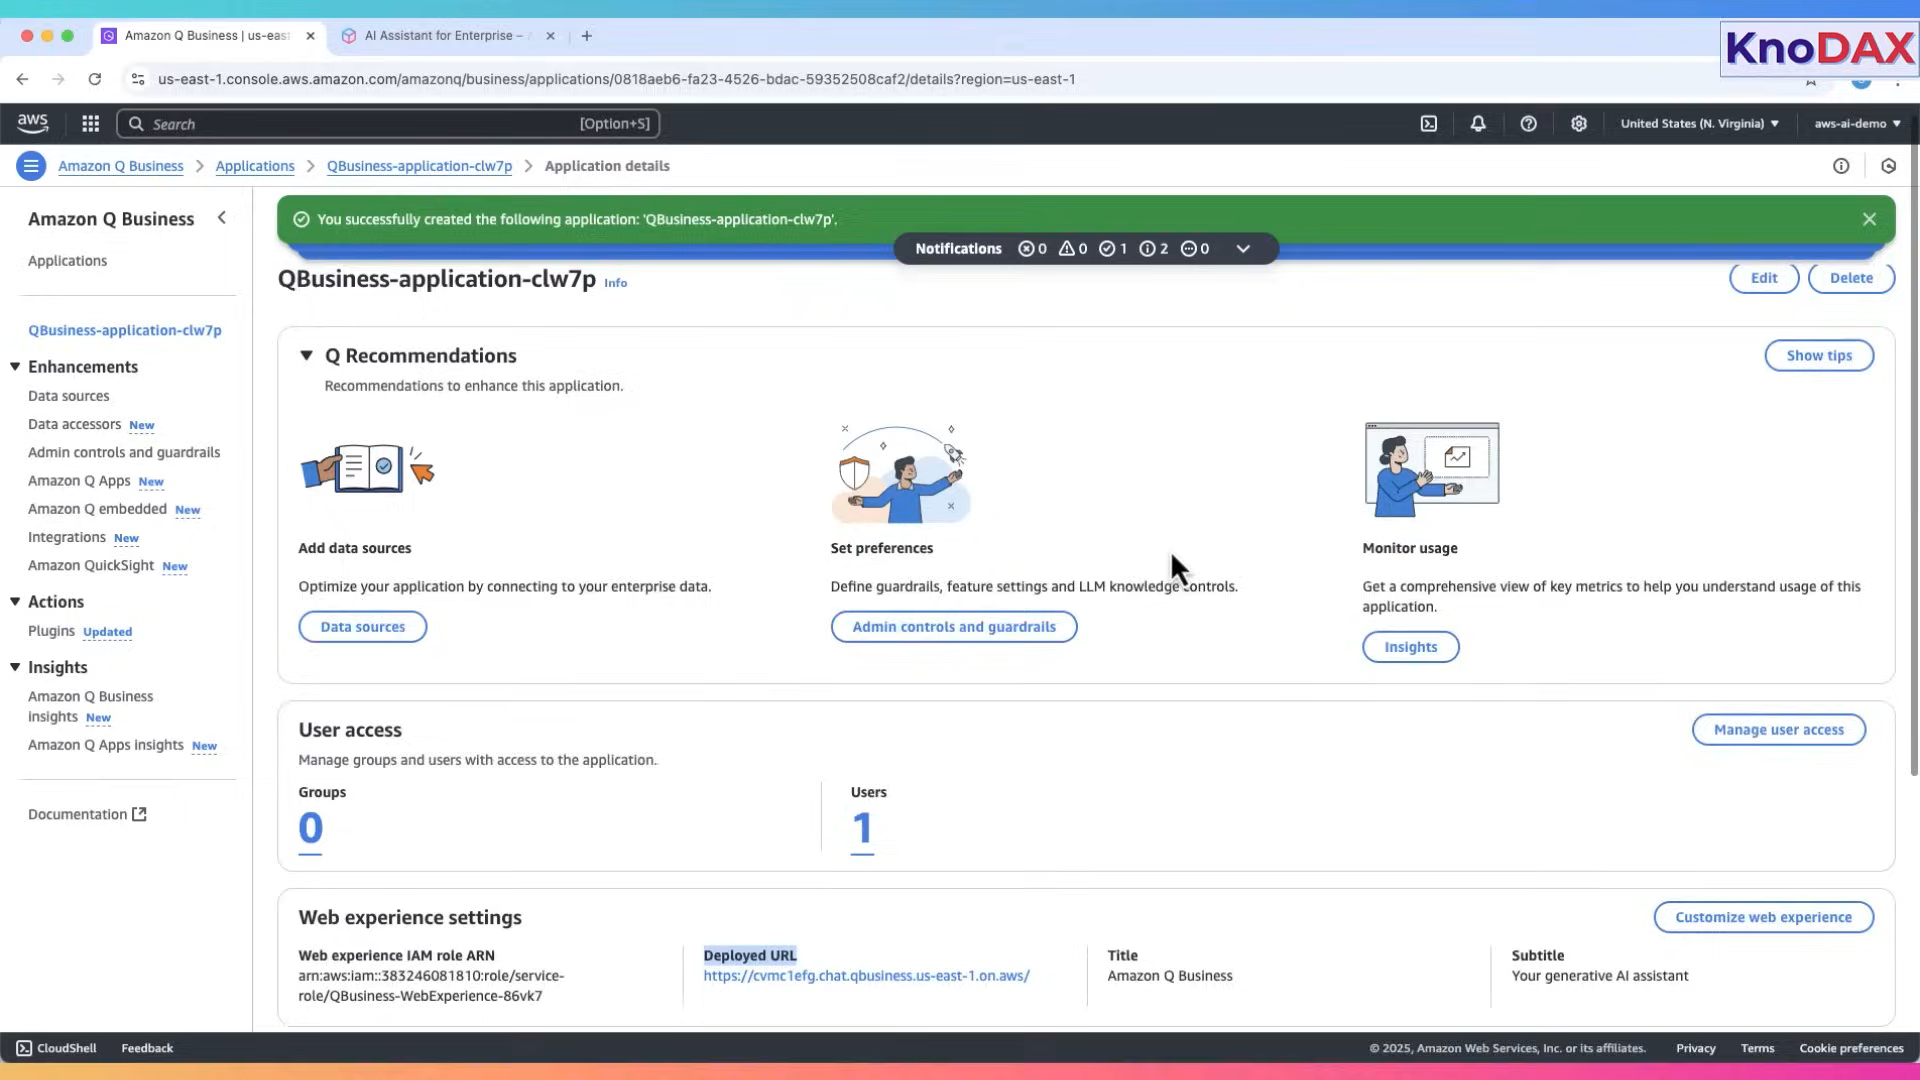 Amazon Q Business | us-eas
AI Assistant for Enterprise –
KnoDAX
us-east-1.console.aws.amazon.com/amazonq/business/applications/0818aeb6-fa23-4526-bdac-59352508caf2/details?region=us-east-1
aws
Search
[Option+S]
United States (N. Virginia)
aws-ai-demo
Amazon Q Business
Applications
QBusiness-application-clw7p
Application details
Amazon Q Business
Applications
QBusiness-application-clw7p
Enhancements
Data sources
Data accessors New
Admin controls and guardrails
Amazon Q Apps New
Amazon Q embedded New
Integrations New
Amazon QuickSight New
Actions
Plugins Updated
Insights
Amazon Q Business
insights New
Amazon Q Apps insights New
Documentation
You successfully created the following application: 'QBusiness-application-clw7p'.
Notifications 0 0 1 2 0
QBusiness-application-clw7p Info
Edit
Delete
Q Recommendations
Show tips
Recommendations to enhance this application.
Add data sources
Optimize your application by connecting to your enterprise data.
Data sources
Set preferences
Define guardrails, feature settings and LLM knowledge controls.
Admin controls and guardrails
Monitor usage
Get a comprehensive view of key metrics to help you understand usage of this
application.
Insights
User access
Manage user access
Manage groups and users with access to the application.
Groups
0
Users
1
Web experience settings
Customize web experience
Web experience IAM role ARN
arn:aws:iam::383246081810:role/service-
role/QBusiness-WebExperience-86vk7
Deployed URL
https://cvmc1efg.chat.qbusiness.us-east-1.on.aws/
Title
Amazon Q Business
Subtitle
Your generative AI assistant
CloudShell
Feedback
© 2025, Amazon Web Services, Inc. or its affiliates.
Privacy
Terms
Cookie preferences